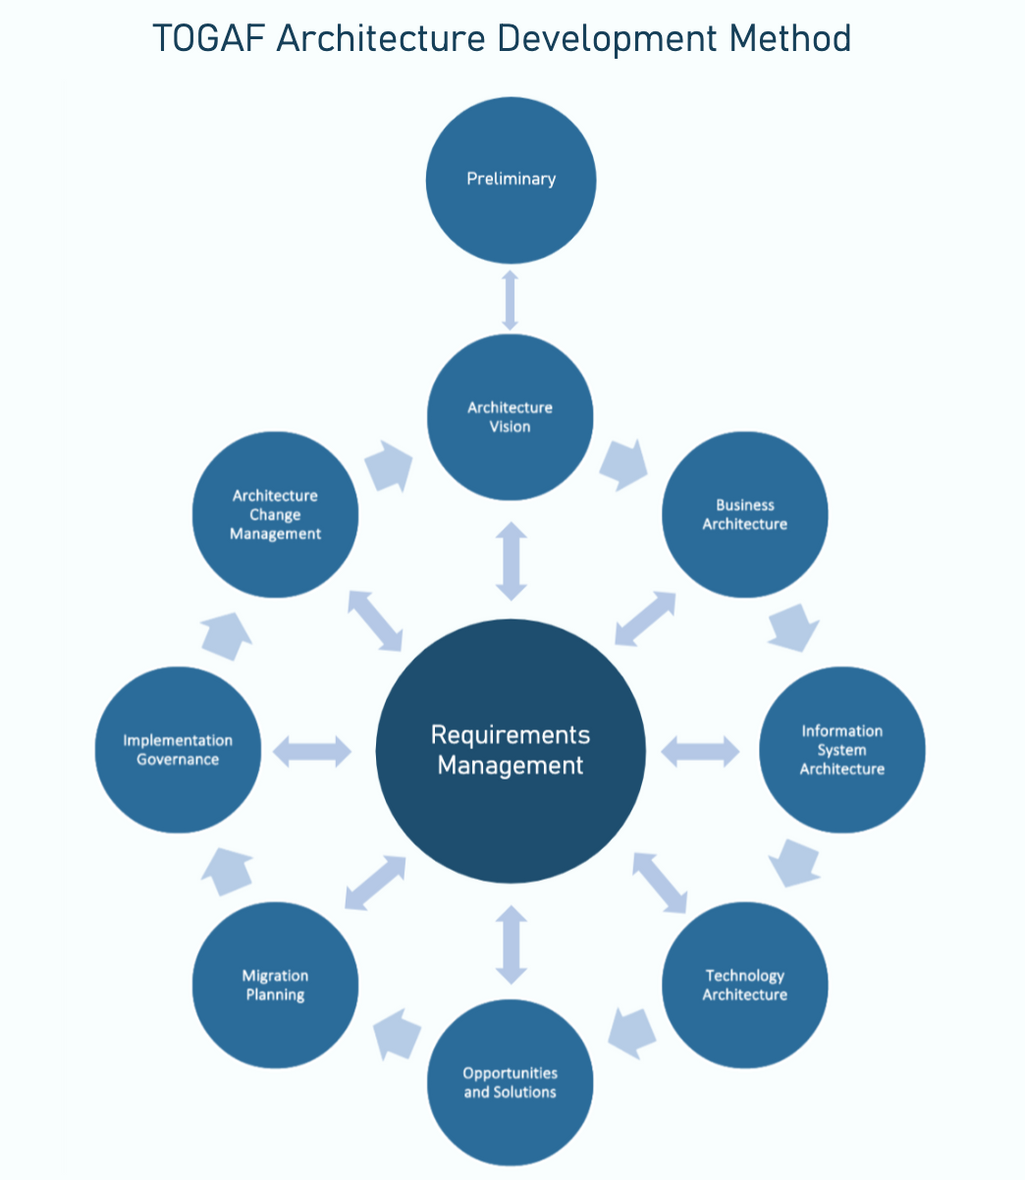 TOGAF Architecture Development Method
Preliminary
Architecture
Vision
Business
Architecture
Information
System
Architecture
Technology
Architecture
Opportunities
and Solutions
Migration
Planning
Implementation
Governance
Architecture
Change
Management
Requirements
Management